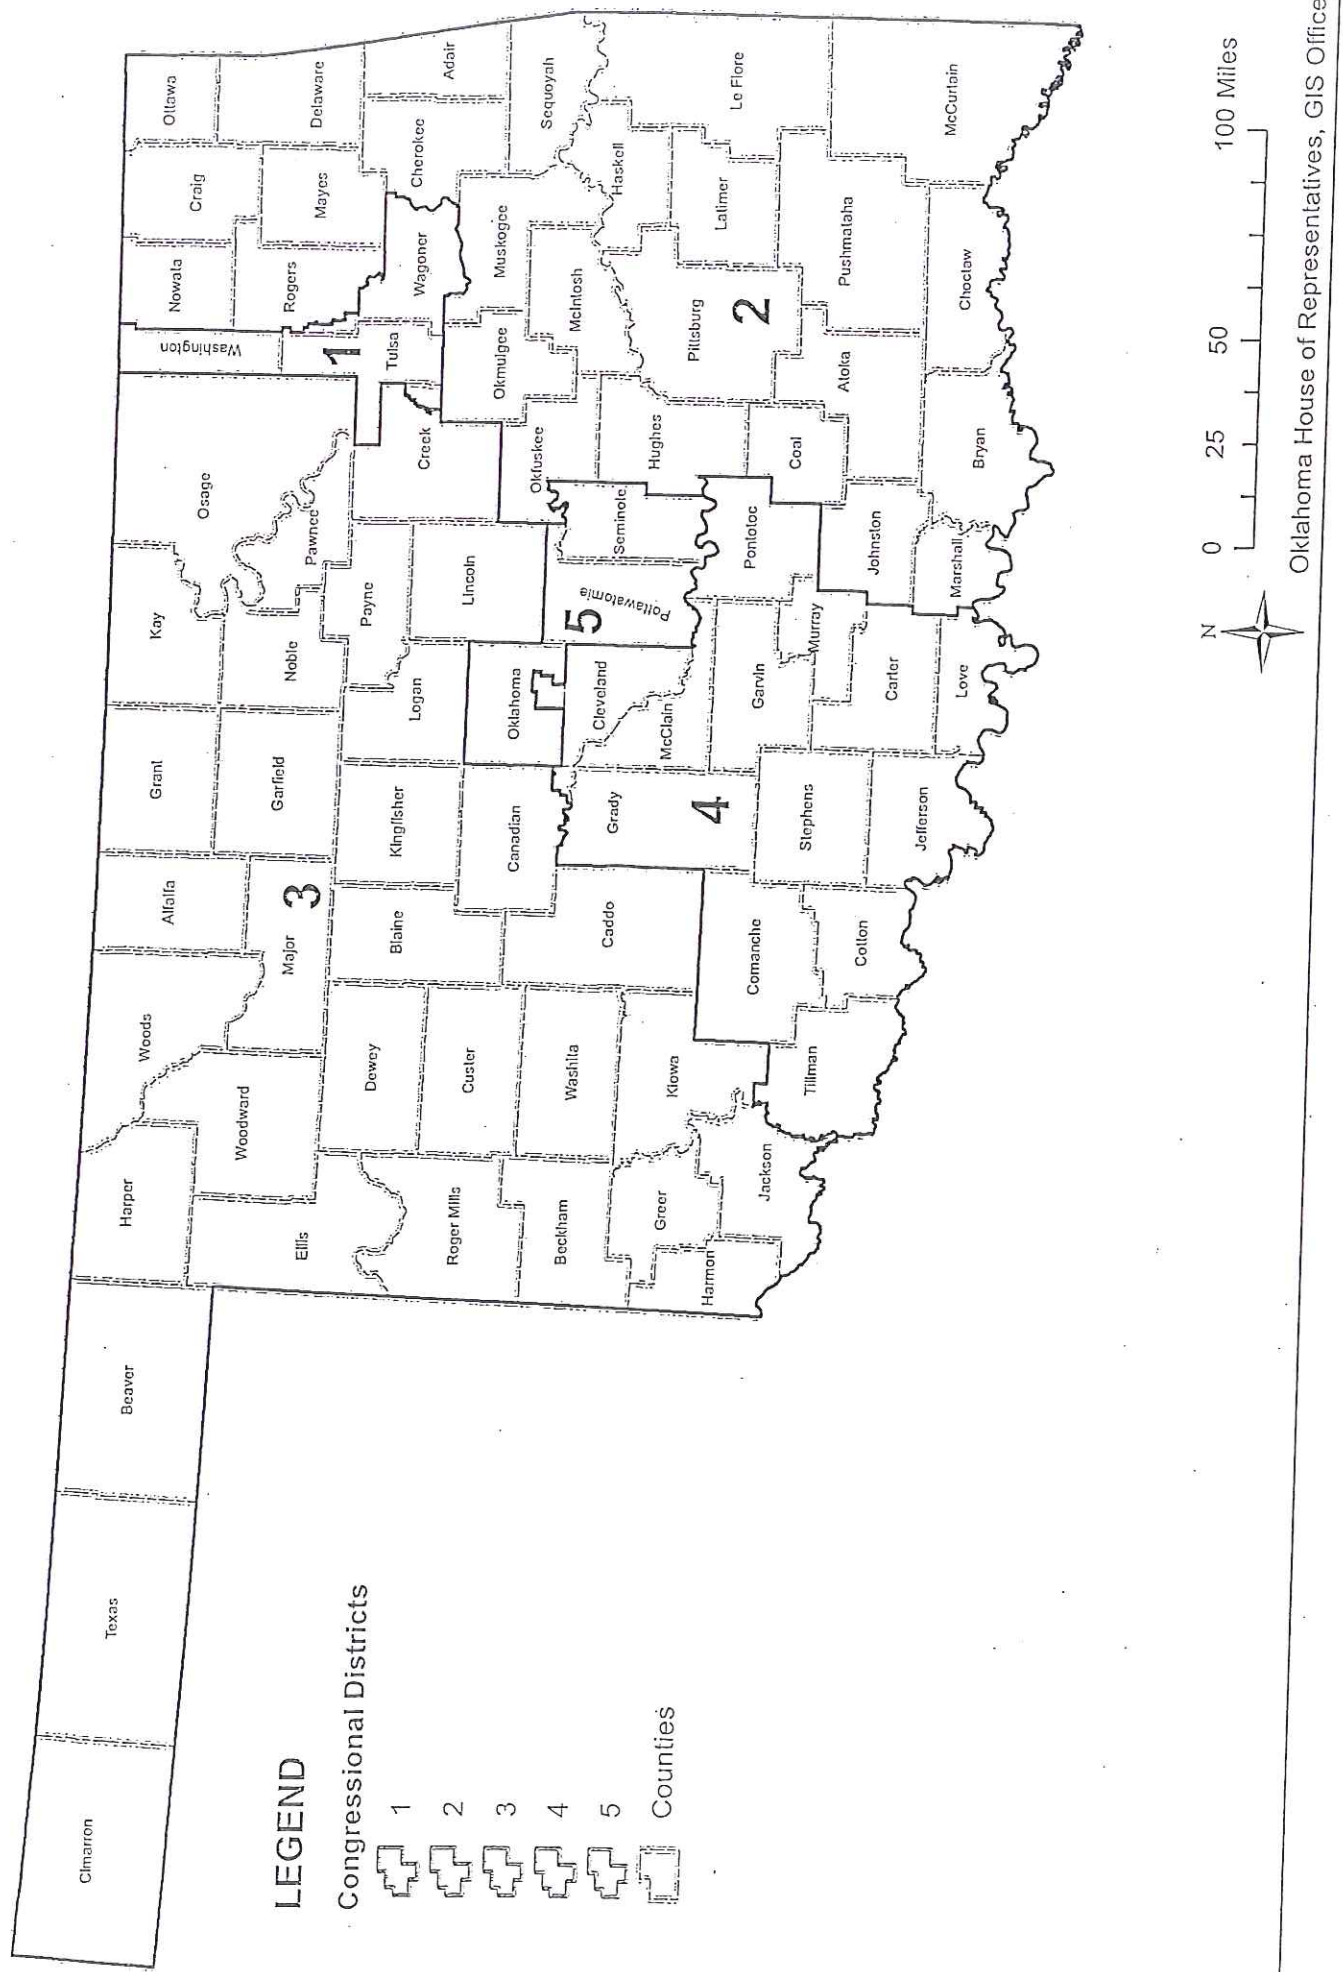 Cimarron
Texas
Beaver
Harper
Woods
Alfalfa
Grant
Kay
Osage
Washington
Nowata
Craig
Ottawa
Ellis
Woodward
Major
Garfield
Noble
Pawnee
Rogers
Mayes
Delaware
3
1
Dewey
Blaine
Kingfisher
Logan
Payne
Creek
Tulsa
Wagoner
Cherokee
Adair
Roger Mills
Custer
Canadian
Oklahoma
Lincoln
Okfuskee
Okmulgee
Muskogee
Sequoyah
Beckham
Washita
Caddo
Grady
Cleveland
McClain
5
Pottawatomie
Seminole
Hughes
McIntosh
Haskell
Greer
Kiowa
Comanche
4
Garvin
Pontotoc
Coal
Pittsburg
2
Latimer
Le Flore
Harmon
Jackson
Tillman
Cotton
Stephens
Murray
Johnston
Atoka
Pushmataha
McCurtain
Jefferson
Carter
Love
Marshall
Bryan
Choctaw
LEGEND
Congressional Districts
1
2
3
4
5
Counties
N
0 25 50 100 Miles
Oklahoma House of Representatives, GIS Office